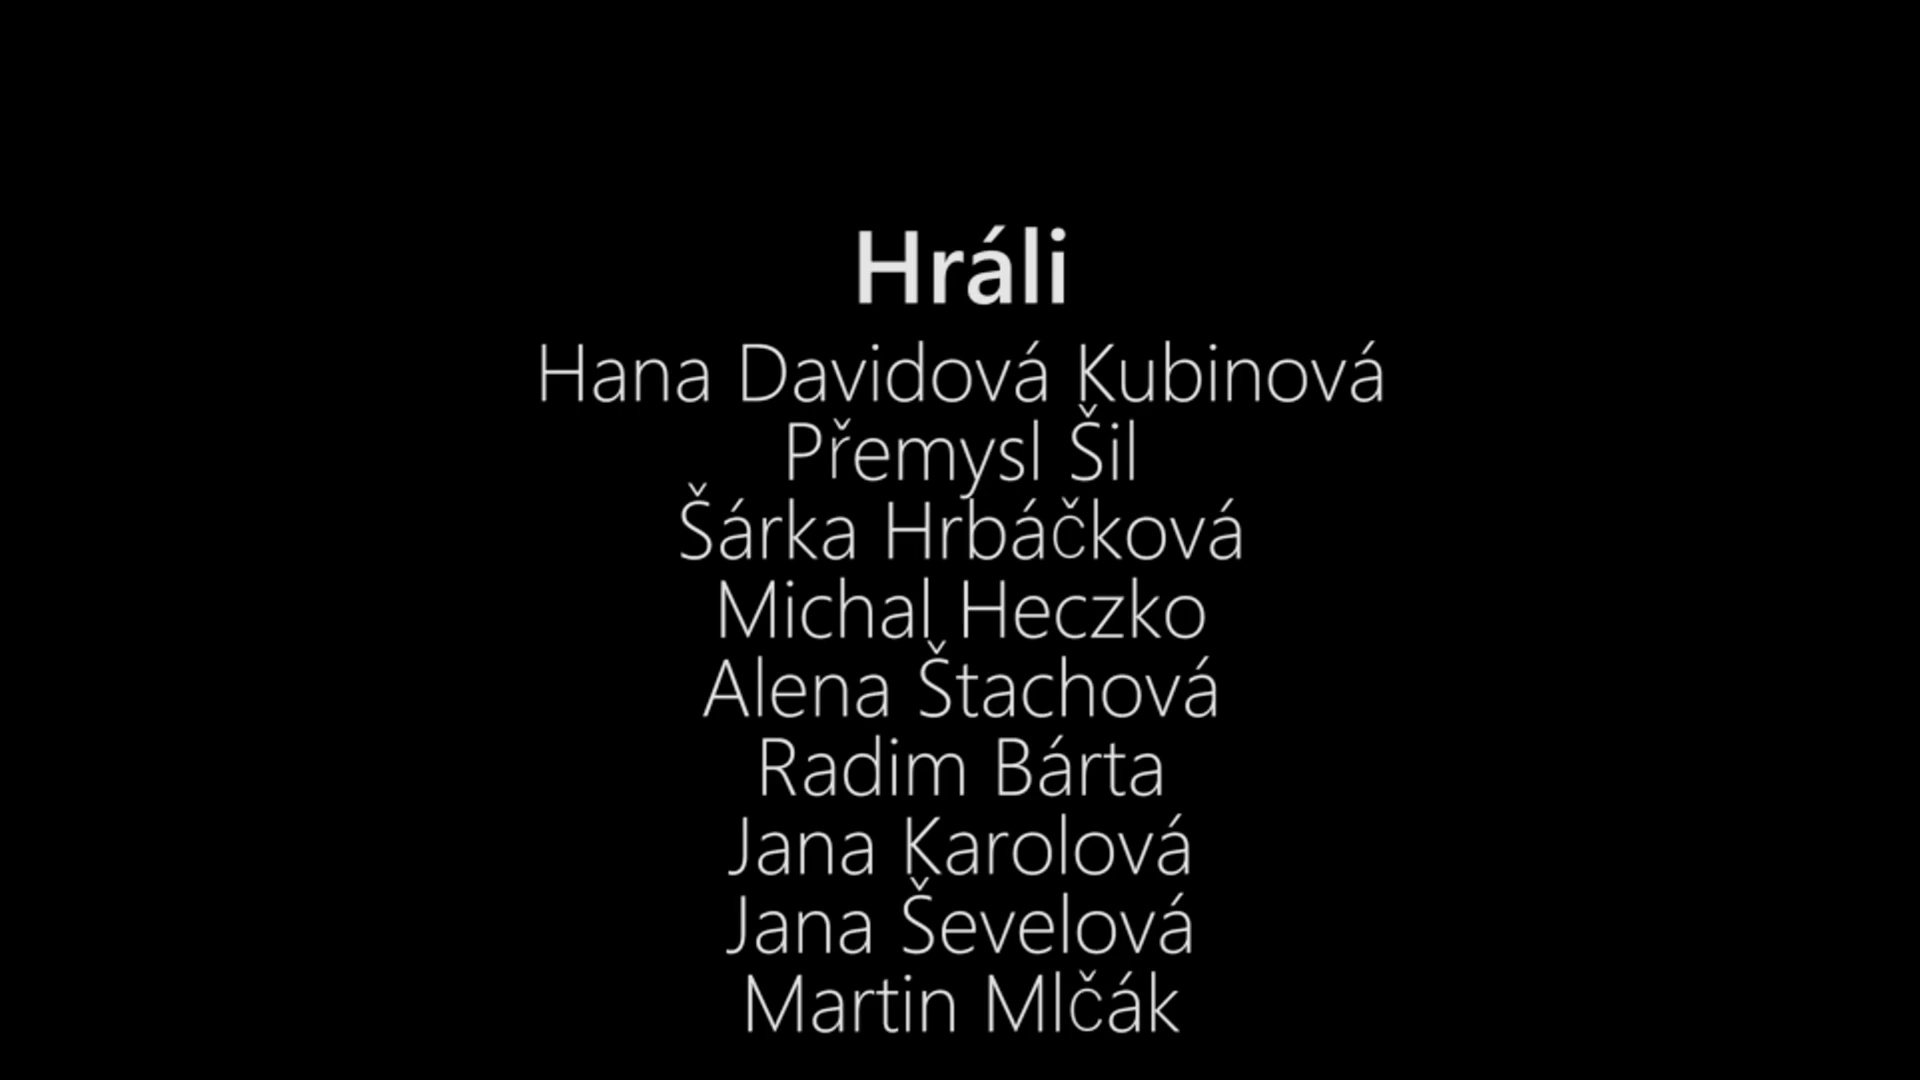 Hráli
Hana Davidová Kubinová
Přemysl Šil
Šárka Hrbáčková
Michal Heczko
Alena Štachová
Radim Bárta
Jana Karolová
Jana Ševelová
Martin Mlčák